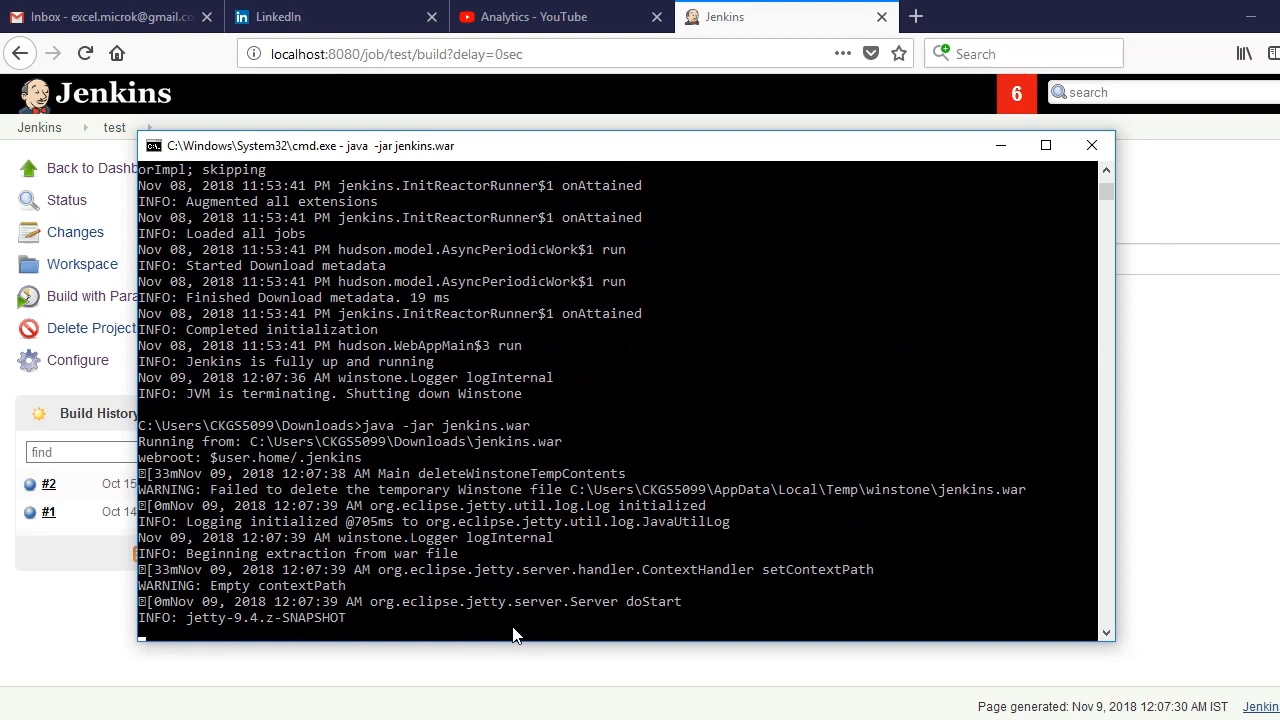 Inbox - excel.microk@gmail.co
LinkedIn
Analytics - YouTube
Jenkins
localhost:8080/job/test/build?delay=0sec
Search
Jenkins
6
search
Jenkins
test
C:\Windows\System32\cmd.exe - java -jar jenkins.war
Back to Dashb
Status
Changes
Workspace
Build with Para
Delete Project
Configure
Build History
find
#2 Oct 15
#1 Oct 14
orImpl; skipping
Nov 08, 2018 11:53:41 PM jenkins.InitReactorRunner$1 onAttained
INFO: Augmented all extensions
Nov 08, 2018 11:53:41 PM jenkins.InitReactorRunner$1 onAttained
INFO: Loaded all jobs
Nov 08, 2018 11:53:41 PM hudson.model.AsyncPeriodicWork$1 run
INFO: Started Download metadata
Nov 08, 2018 11:53:41 PM hudson.model.AsyncPeriodicWork$1 run
INFO: Finished Download metadata. 19 ms
Nov 08, 2018 11:53:41 PM jenkins.InitReactorRunner$1 onAttained
INFO: Completed initialization
Nov 08, 2018 11:53:41 PM hudson.WebAppMain$3 run
INFO: Jenkins is fully up and running
Nov 09, 2018 12:07:36 AM winstone.Logger logInternal
INFO: JVM is terminating. Shutting down Winstone
C:\Users\CKGS5099\Downloads>java -jar jenkins.war
Running from: C:\Users\CKGS5099\Downloads\jenkins.war
webroot: $user.home/.jenkins
[33mNov 09, 2018 12:07:38 AM Main deleteWinstoneTempContents
WARNING: Failed to delete the temporary Winstone file C:\Users\CKGS5099\AppData\Local\Temp\winstone\jenkins.war
[0mNov 09, 2018 12:07:39 AM org.eclipse.jetty.util.log.Log initialized
INFO: Logging initialized @705ms to org.eclipse.jetty.util.log.JavaUtilLog
Nov 09, 2018 12:07:39 AM winstone.Logger logInternal
INFO: Beginning extraction from war file
[33mNov 09, 2018 12:07:39 AM org.eclipse.jetty.server.handler.ContextHandler setContextPath
WARNING: Empty contextPath
[0mNov 09, 2018 12:07:39 AM org.eclipse.jetty.server.Server doStart
INFO: jetty-9.4.z-SNAPSHOT
Page generated: Nov 9, 2018 12:07:30 AM IST
Jenkin